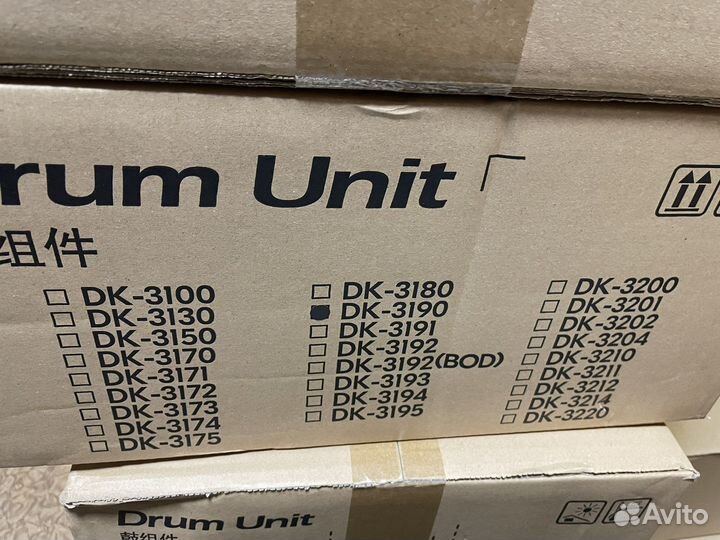 Drum Unit
组件
DK-3100
DK-3130
DK-3150
DK-3170
DK-3171
DK-3172
DK-3173
DK-3174
DK-3175
DK-3180
DK-3190
DK-3191
DK-3192
DK-3192(BOD)
DK-3193
DK-3194
DK-3195
DK-3200
DK-3201
DK-3202
DK-3204
DK-3210
DK-3211
DK-3212
DK-3214
DK-3220
Drum Unit
鼓组件
Avito